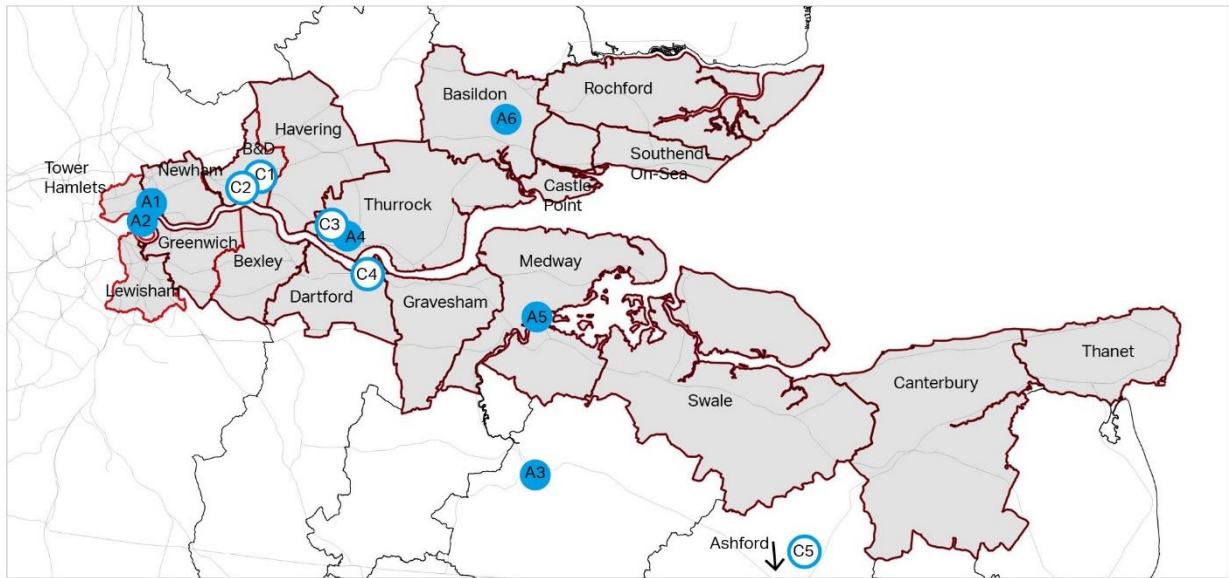 Basildon
Rochford
A6
Havering
B&D
Southend-
On-Sea
Tower
Hamlets
Newham
C1
C2
Castle
Point
A1
Thurrock
A2
C3
A4
Greenwich
Bexley
Medway
C4
Lewisham
Dartford
Gravesham
A5
Thanet
Canterbury
Swale
A3
Ashford
C5